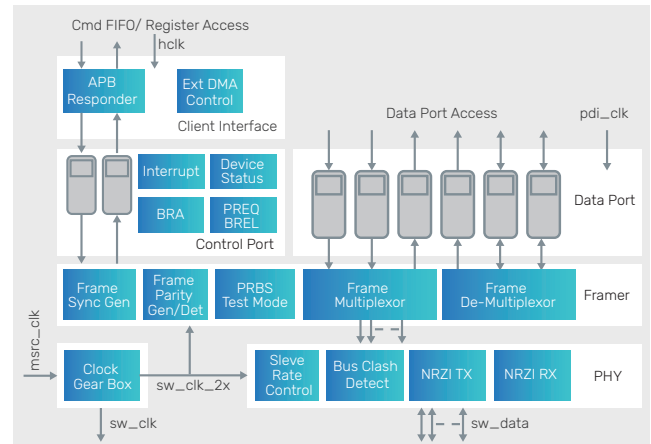 Cmd FIFO/ Register Access
hclk
APB
Responder
Ext DMA
Control
Client Interface
Data Port Access
pdi_clk
Interrupt
Device
Status
BRA
PREQ
BREL
Control Port
Data Port
Frame
Sync Gen
Frame
Parity
Gen/Det
PRBS
Test Mode
Frame
Multiplexor
Frame
De-Multiplexor
Framer
msrc_clk
Clock
Gear Box
sw_clk_2x
Sleve
Rate
Control
Bus Clash
Detect
NRZI TX
NRZI RX
PHY
sw_clk
sw_data